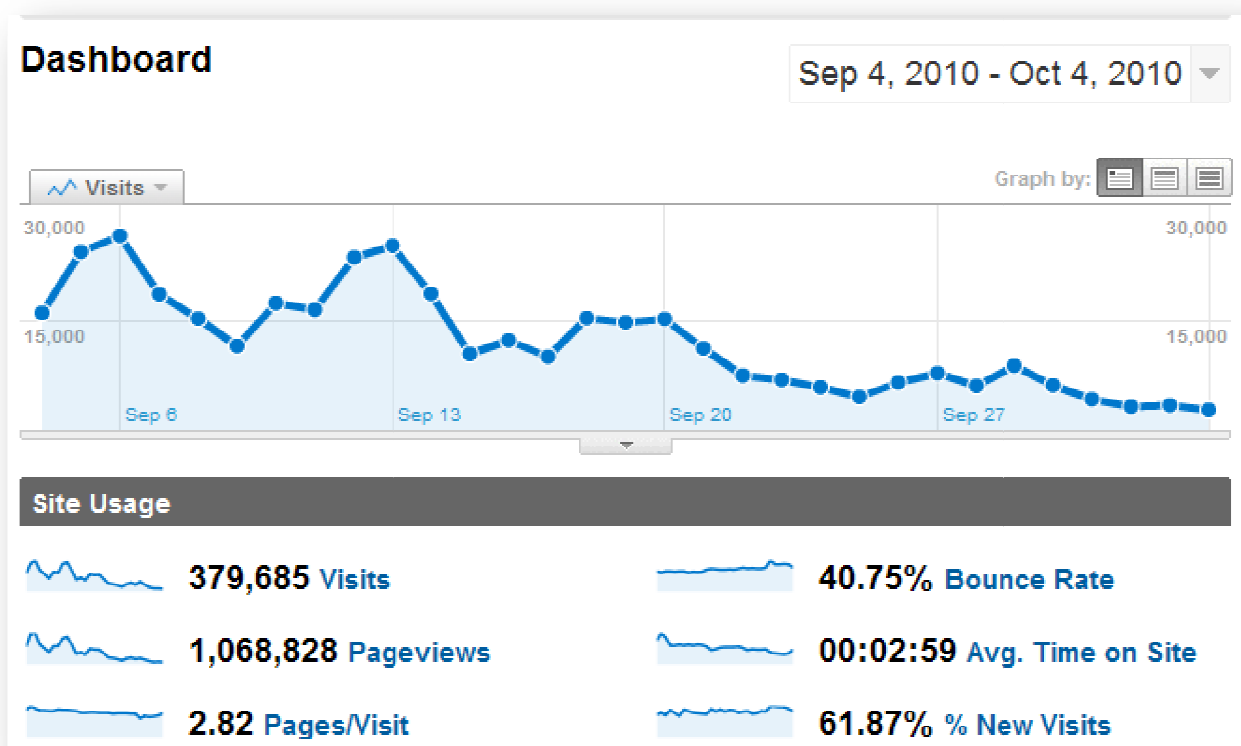 Dashboard
Sep 4, 2010 - Oct 4, 2010
Visits
Graph by:
30,000
30,000
15,000
15,000
Sep 6
Sep 13
Sep 20
Sep 27
Site Usage
379,685 Visits
40.75% Bounce Rate
1,068,828 Pageviews
00:02:59 Avg. Time on Site
2.82 Pages/Visit
61.87% % New Visits